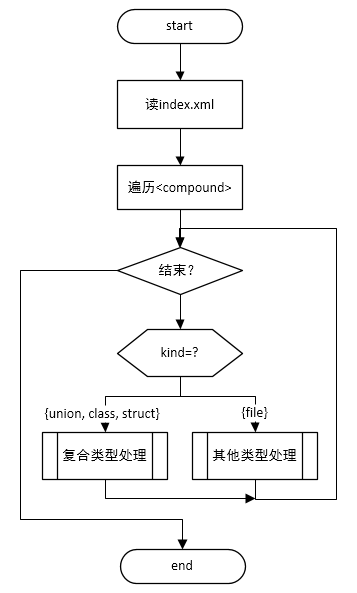 start
读index.xml
遍历<compound>
结束?
kind=?
{union, class, struct}
{file}
复合类型处理
其他类型处理
end